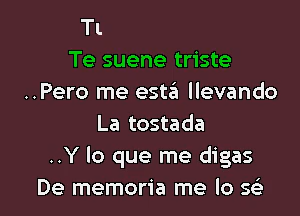 Te suene triste
..Pero me está llevando
La tostada
..Y lo que me digas
De memoria me lo sé